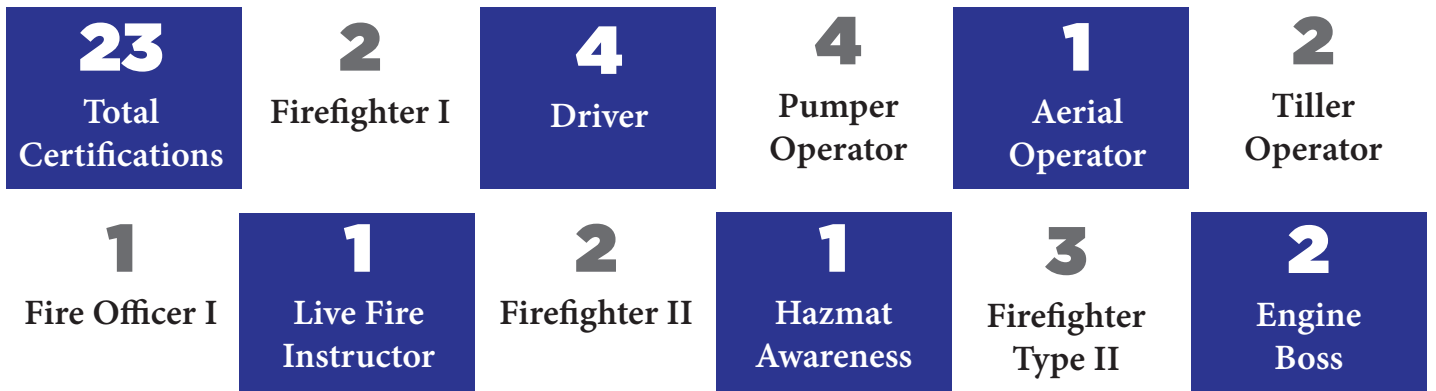 23
Total
Certifications
2
Firefighter I
4
Driver
4
Pumper
Operator
1
Aerial
Operator
2
Tiller
Operator
1
Fire Officer I
1
Live Fire
Instructor
2
Firefighter II
1
Hazmat
Awareness
3
Firefighter
Type II
2
Engine
Boss